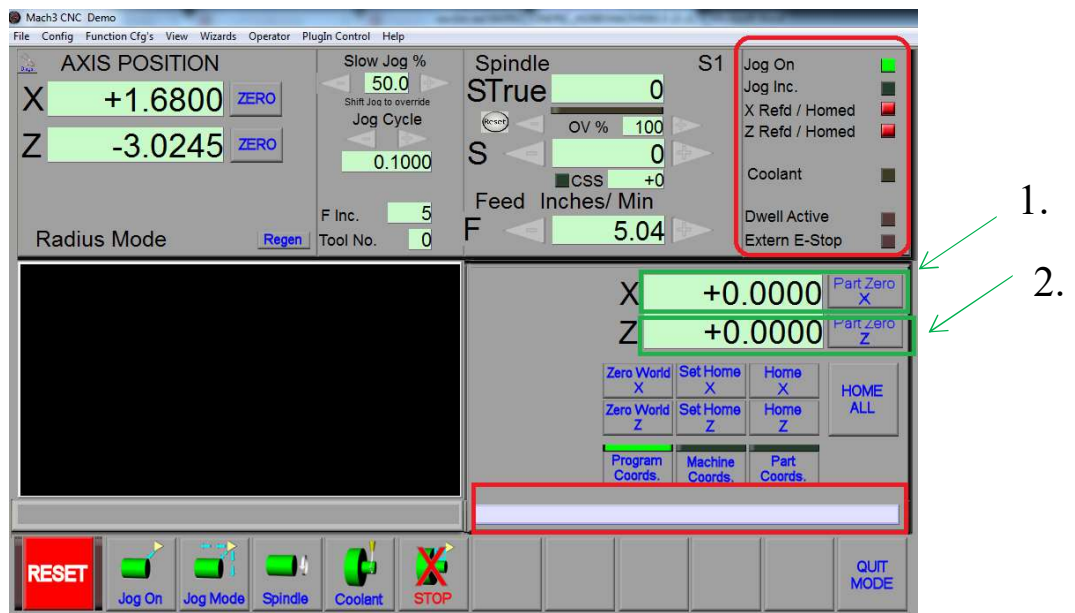 Mach3 CNC Demo
File Config Function Cfg's View Wizards Operator PlugIn Control Help
AXIS POSITION
X +1.6800 ZERO
Z -3.0245 ZERO
Radius Mode Regen
Slow Jog %
50.0
Shift Jog to override
Jog Cycle
0.1000
F Inc. 5
Tool No. 0
Spindle S1
STrue 0
Reset OV % 100
S 0
CSS +0
Feed Inches/ Min
F 5.04
Jog On
Jog Inc.
X Refd / Homed
Z Refd / Homed
Coolant
Dwell Active
Extern E-Stop
1.
2.
X +0.0000 Part Zero X
Z +0.0000 Part Zero Z
Zero World X Set Home X Home X
HOME ALL
Zero World Z Set Home Z Home Z
Program Coords. Machine Coords. Part Coords.
RESET Jog On Jog Mode Spindle Coolant STOP QUIT MODE